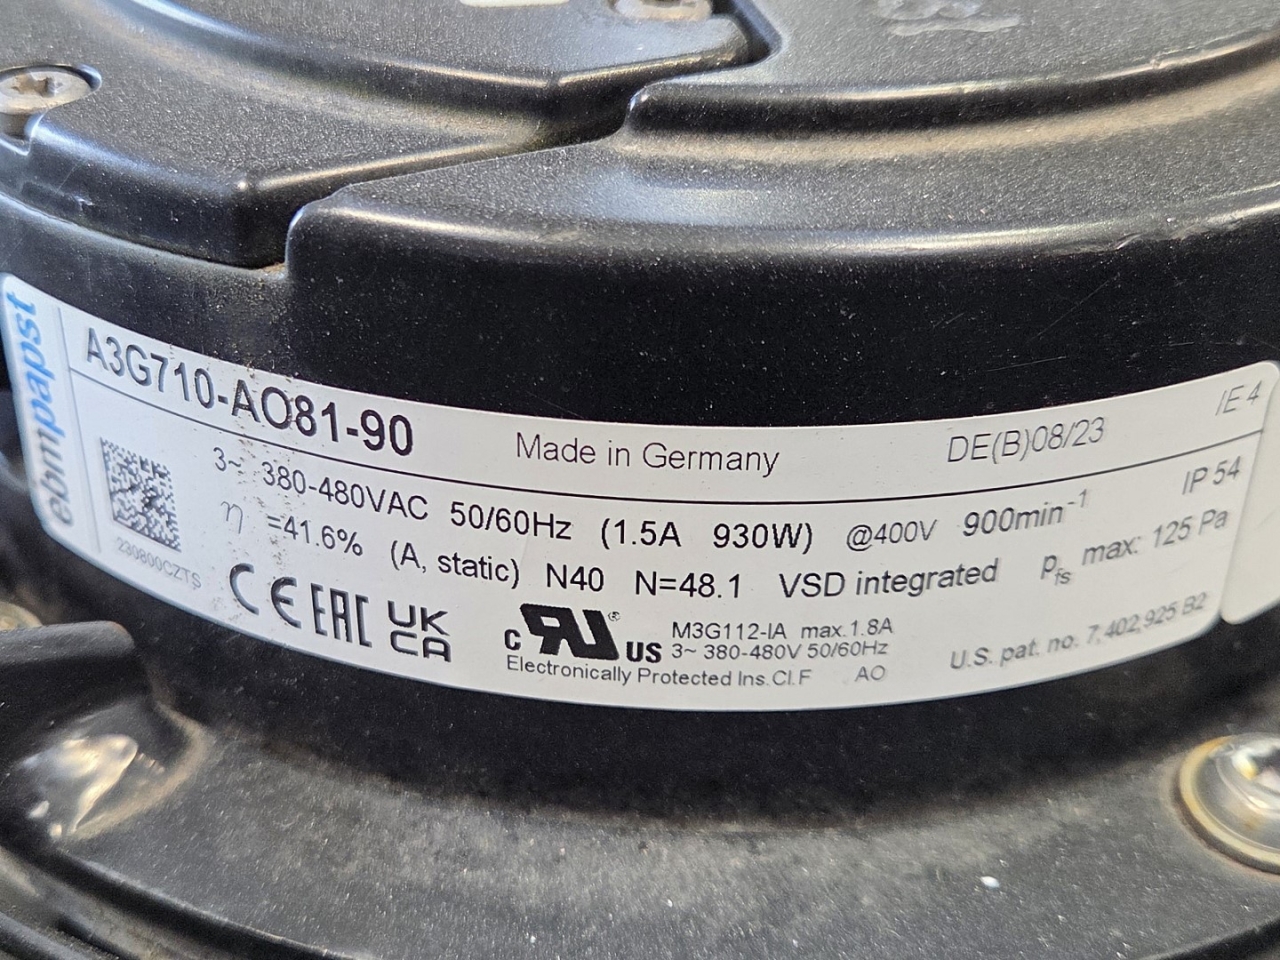 ebmpapst
A3G710-AO81-90 Made in Germany DE(B)08/23 IE 4
3~ 380-480VAC 50/60Hz (1.5A 930W) @400V 900min⁻¹ IP 54
η =41.6% (A, static) N40 N=48.1 VSD integrated pfs max: 125 Pa
230800CZTS
CE EAC UK CA
c RU ® US
M3G112-IA max.1.8A
3~ 380-480V 50/60Hz
Electronically Protected Ins.Cl.F AO
U.S. pat. no. 7,402,925 B2